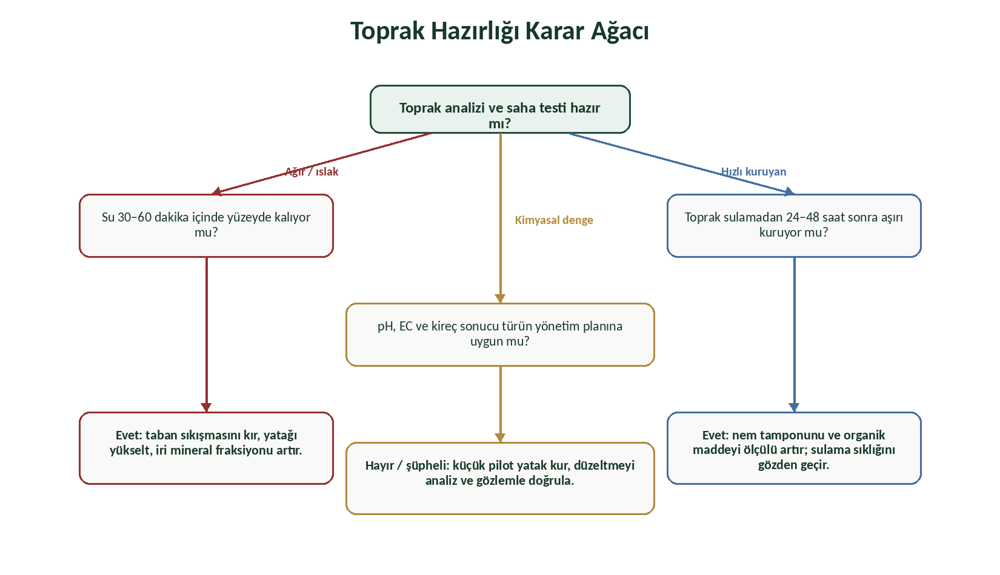 Toprak Hazırlığı Karar Ağacı
Toprak analizi ve saha testi hazır
mı?
Ağır / ıslak
Hızlı kuruyan
Su 30–60 dakika içinde yüzeyde kalıyor
mu?
Kimyasal denge
Toprak sulamadan 24–48 saat sonra aşırı
kuruyor mu?
pH, EC ve kireç sonucu türün yönetim planına
uygun mu?
Evet: taban sıkışmasını kır, yatağı
yükselt, iri mineral fraksiyonu artır.
Hayır / şüpheli: küçük pilot yatak kur, düzeltmeyi
analiz ve gözlemle doğrula.
Evet: nem tamponunu ve organik
maddeyi ölçülü artır; sulama sıklığını
gözden geçir.